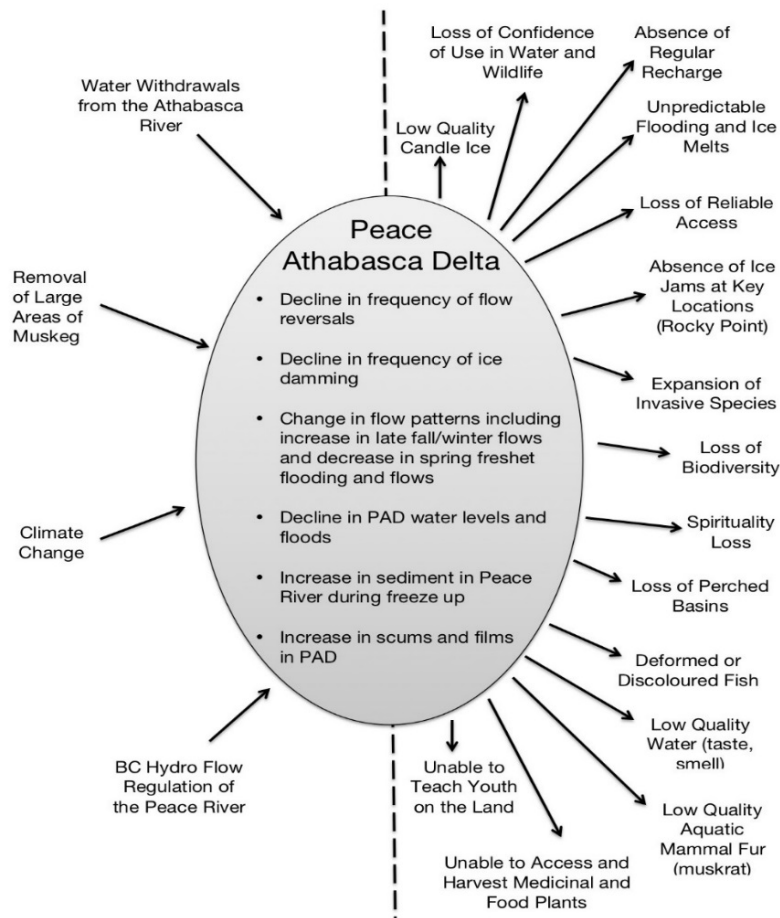 Water Withdrawals
from the Athabasca
River
Removal
of Large
Areas of
Muskeg
Climate
Change
BC Hydro Flow
Regulation of
the Peace River
Peace
Athabasca Delta
• Decline in frequency of flow
reversals
• Decline in frequency of ice
damming
• Change in flow patterns including
increase in late fall/winter flows
and decrease in spring freshet
flooding and flows
• Decline in PAD water levels and
floods
• Increase in sediment in Peace
River during freeze up
• Increase in scums and films
in PAD
Low Quality
Candle Ice
Loss of Confidence
of Use in Water and
Wildlife
Absence of
Regular
Recharge
Unpredictable
Flooding and Ice
Melts
Loss of Reliable
Access
Absence of Ice
Jams at Key
Locations
(Rocky Point)
Expansion of
Invasive Species
Loss of
Biodiversity
Spirituality
Loss
Loss of Perched
Basins
Deformed or
Discoloured Fish
Low Quality
Water (taste,
smell)
Low Quality
Aquatic
Mammal Fur
(muskrat)
Unable to Access and
Harvest Medicinal and
Food Plants
Unable to
Teach Youth
on the Land